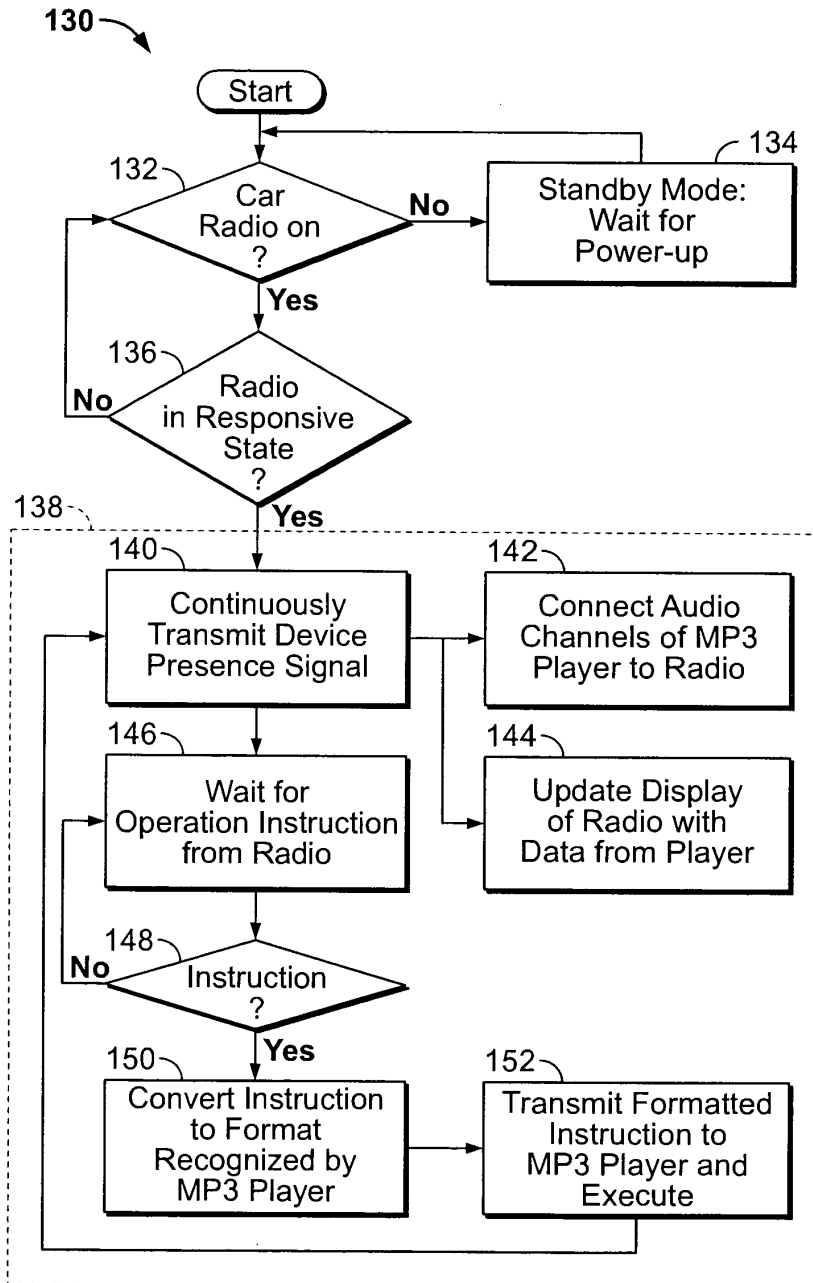 130
Start
132
Car
Radio on
?
No
134
Standby Mode:
Wait for
Power-up
Yes
136
Radio
in Responsive
State
?
No
Yes
138
140
Continuously
Transmit Device
Presence Signal
142
Connect Audio
Channels of MP3
Player to Radio
146
Wait for
Operation Instruction
from Radio
144
Update Display
of Radio with
Data from Player
148
Instruction
?
No
Yes
150
Convert Instruction
to Format
Recognized by
MP3 Player
152
Transmit Formatted
Instruction to
MP3 Player and
Execute